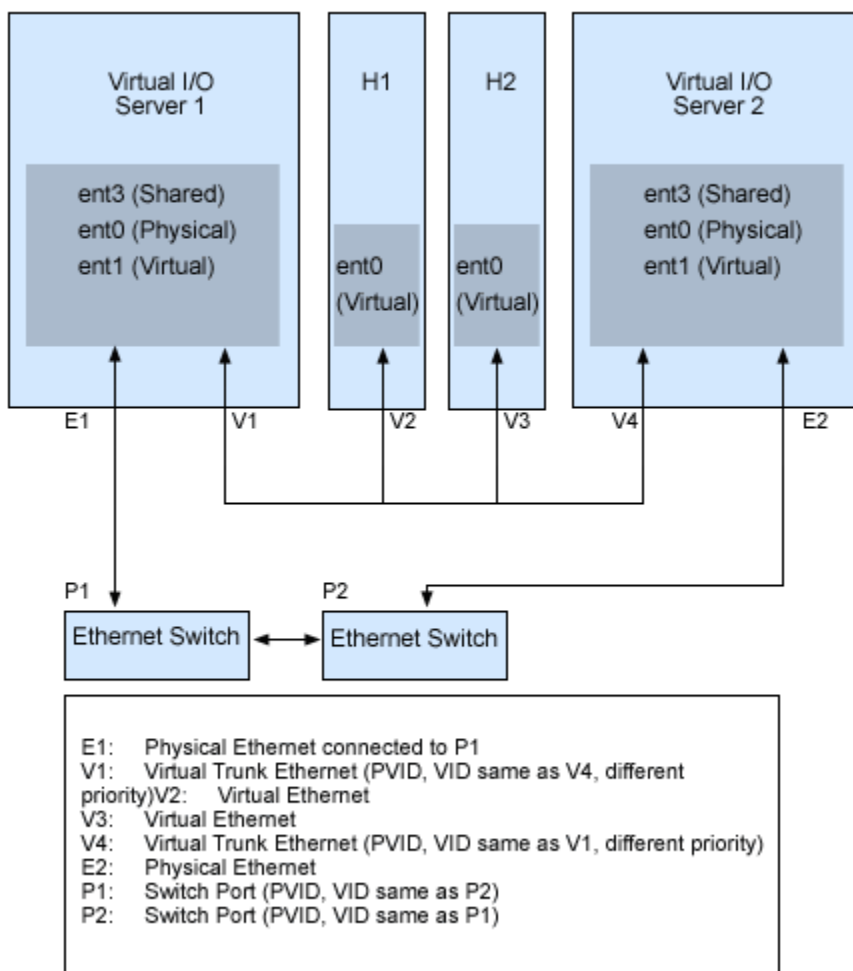 Virtual I/O
Server 1
H1
H2
Virtual I/O
Server 2
ent3 (Shared)
ent0 (Physical)
ent1 (Virtual)
ent0
(Virtual)
ent0
(Virtual)
ent3 (Shared)
ent0 (Physical)
ent1 (Virtual)
E1
V1
V2
V3
V4
E2
P1
P2
Ethernet Switch
Ethernet Switch
E1: Physical Ethernet connected to P1
V1: Virtual Trunk Ethernet (PVID, VID same as V4, different
priority)V2: Virtual Ethernet
V3: Virtual Ethernet
V4: Virtual Trunk Ethernet (PVID, VID same as V1, different priority)
E2: Physical Ethernet
P1: Switch Port (PVID, VID same as P2)
P2: Switch Port (PVID, VID same as P1)